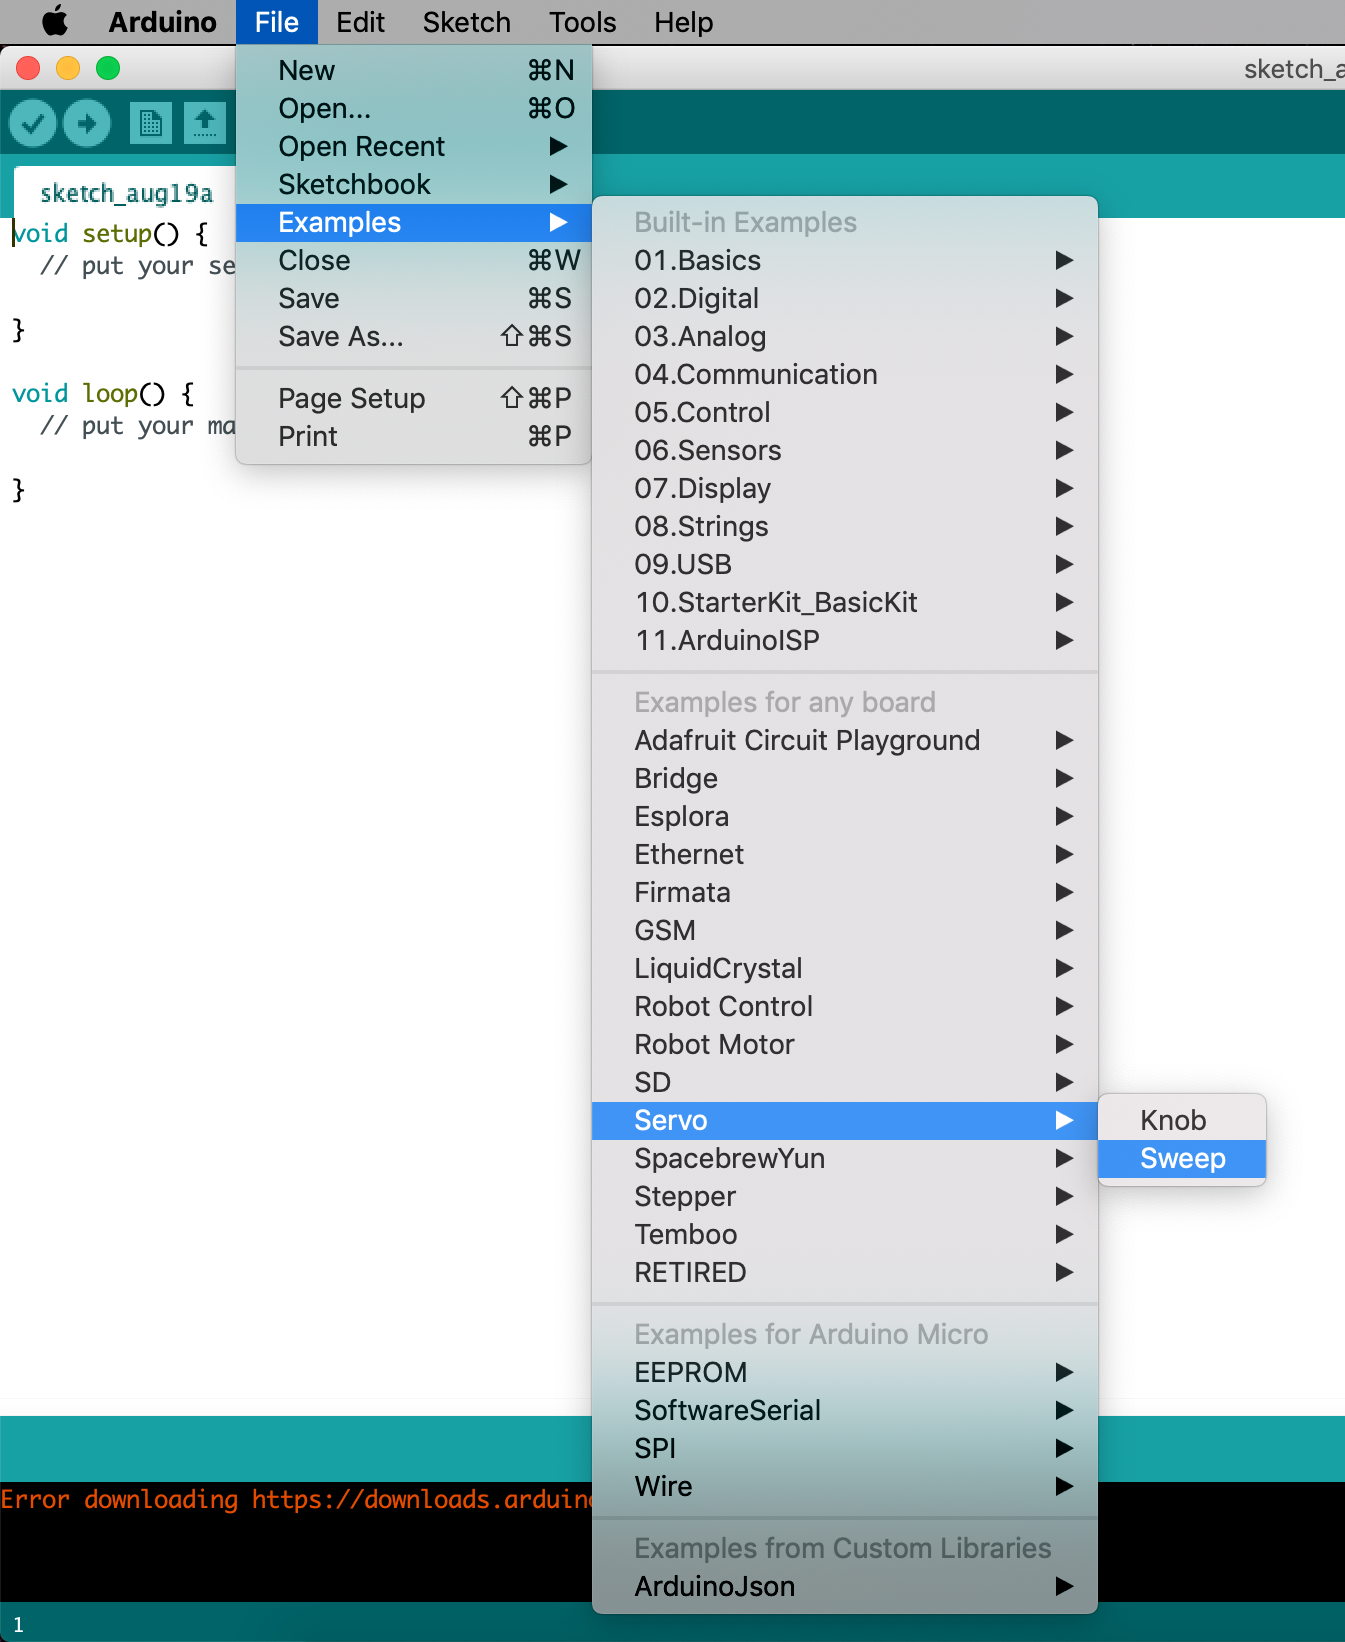 Arduino File Edit Sketch Tools Help
sketch_a
New ⌘N
Open... ⌘O
Open Recent ▶
Sketchbook ▶
Examples ▶
Close ⌘W
Save ⌘S
Save As... ⇧⌘S
Page Setup ⇧⌘P
Print ⌘P
sketch_aug19a
void setup() {
// put your se
}
void loop() {
// put your ma
}
Built-in Examples
01.Basics ▶
02.Digital ▶
03.Analog ▶
04.Communication ▶
05.Control ▶
06.Sensors ▶
07.Display ▶
08.Strings ▶
09.USB ▶
10.StarterKit_BasicKit ▶
11.ArduinoISP ▶
Examples for any board
Adafruit Circuit Playground ▶
Bridge ▶
Esplora ▶
Ethernet ▶
Firmata ▶
GSM ▶
LiquidCrystal ▶
Robot Control ▶
Robot Motor ▶
SD ▶
Servo ▶
SpacebrewYun ▶
Stepper ▶
Temboo ▶
RETIRED ▶
Knob
Sweep
Examples for Arduino Micro
EEPROM ▶
SoftwareSerial ▶
SPI ▶
Wire ▶
Examples from Custom Libraries
ArduinoJson ▶
Error downloading https://downloads.arduino
1